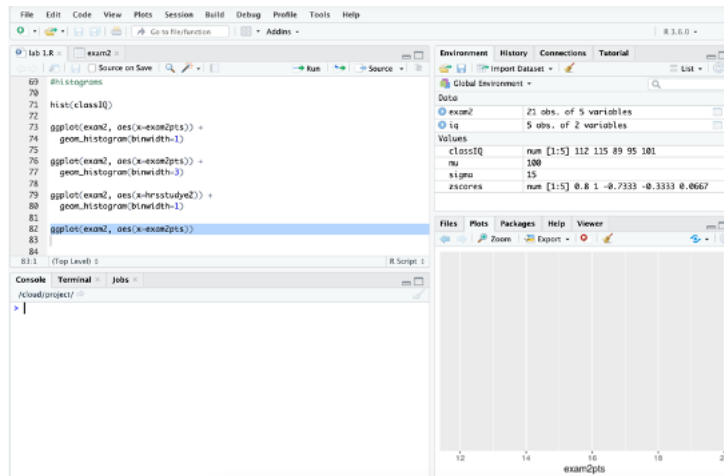 File Edit Code View Plots Session Build Debug Profile Tools Help
Go to file/function Addins R 3.6.0
lab 1.R exam2
Source on Save Run Source
69 #histograms
70
71 hist(classIQ)
72
73 ggplot(exam2, aes(x=exam2pts)) +
74 geom_histogram(binwidth=1)
75
76 ggplot(exam2, aes(x=exam2pts)) +
77 geom_histogram(binwidth=3)
78
79 ggplot(exam2, aes(x=hrsstudye2)) +
80 geom_histogram(binwidth=1)
81
82 ggplot(exam2, aes(x=exam2pts))
83
84
83:1 (Top Level) R Script
Console Terminal Jobs
/cloud/project/
>
Environment History Connections Tutorial
Import Dataset List
Global Environment
Data
exam2 21 obs. of 5 variables
iq 5 obs. of 2 variables
Values
classIQ num [1:5] 112 115 89 95 101
mu 100
sigma 15
zscores num [1:5] 0.8 1 -0.7333 -0.3333 0.0667
Files Plots Packages Help Viewer
Zoom Export
12 14 16 18
exam2pts